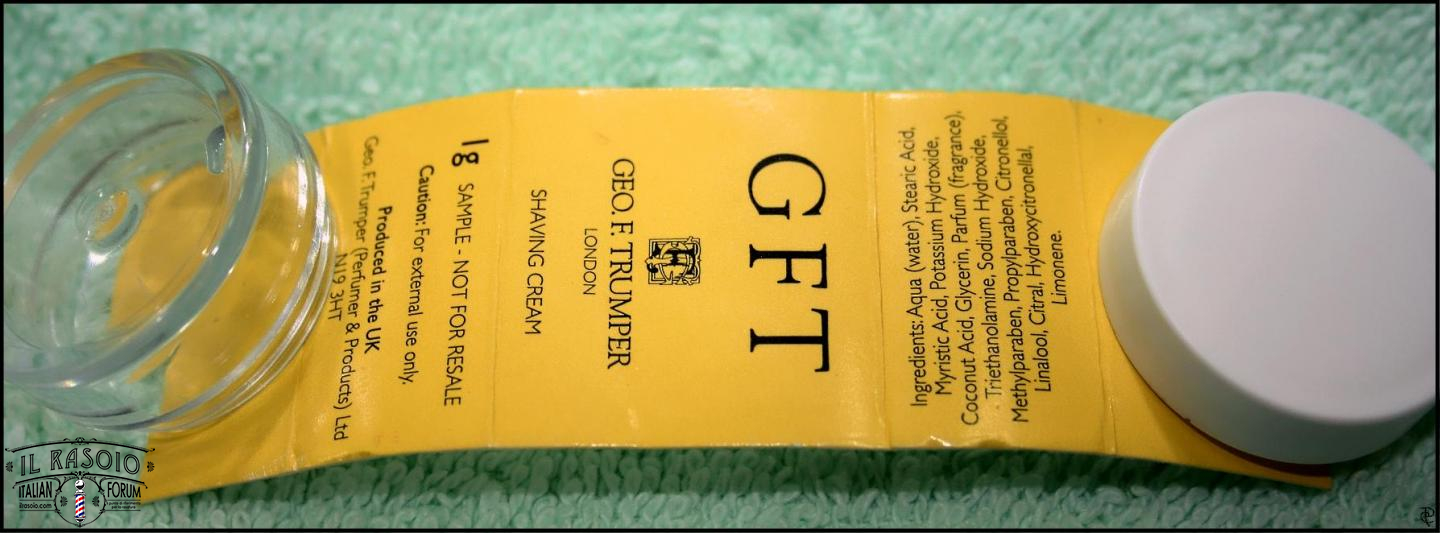 GFT
GEO. F. TRUMPER
LONDON
SHAVING CREAM
1g SAMPLE - NOT FOR RESALE
Caution: For external use only.
Produced in the UK
Geo. F. Trumper (Perfumer & Products) Ltd
N19 3HT
Ingredients: Aqua (water), Stearic Acid,
Myristic Acid, Potassium Hydroxide,
Coconut Acid, Glycerin, Parfum (fragrance),
Triethanolamine, Sodium Hydroxide,
Methylparaben, Propylparaben, Citronellol,
Linalool, Citral, Hydroxycitronellal,
Limonene.
IL RASOIO
ITALIAN FORUM
ilrasoio.com